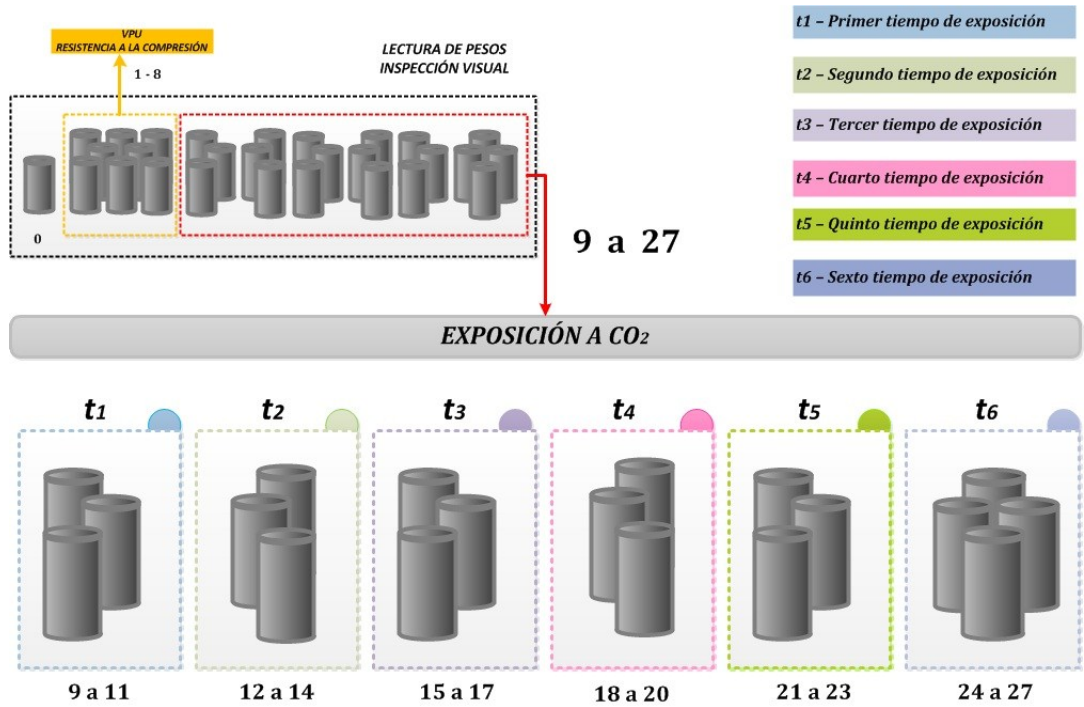 VPU
RESISTENCIA A LA COMPRESIÓN
1 - 8
LECTURA DE PESOS
INSPECCIÓN VISUAL
0
9 a 27
t1 – Primer tiempo de exposición
t2 – Segundo tiempo de exposición
t3 – Tercer tiempo de exposición
t4 – Cuarto tiempo de exposición
t5 – Quinto tiempo de exposición
t6 – Sexto tiempo de exposición
EXPOSICIÓN A CO2
t1
t2
t3
t4
t5
t6
9 a 11
12 a 14
15 a 17
18 a 20
21 a 23
24 a 27